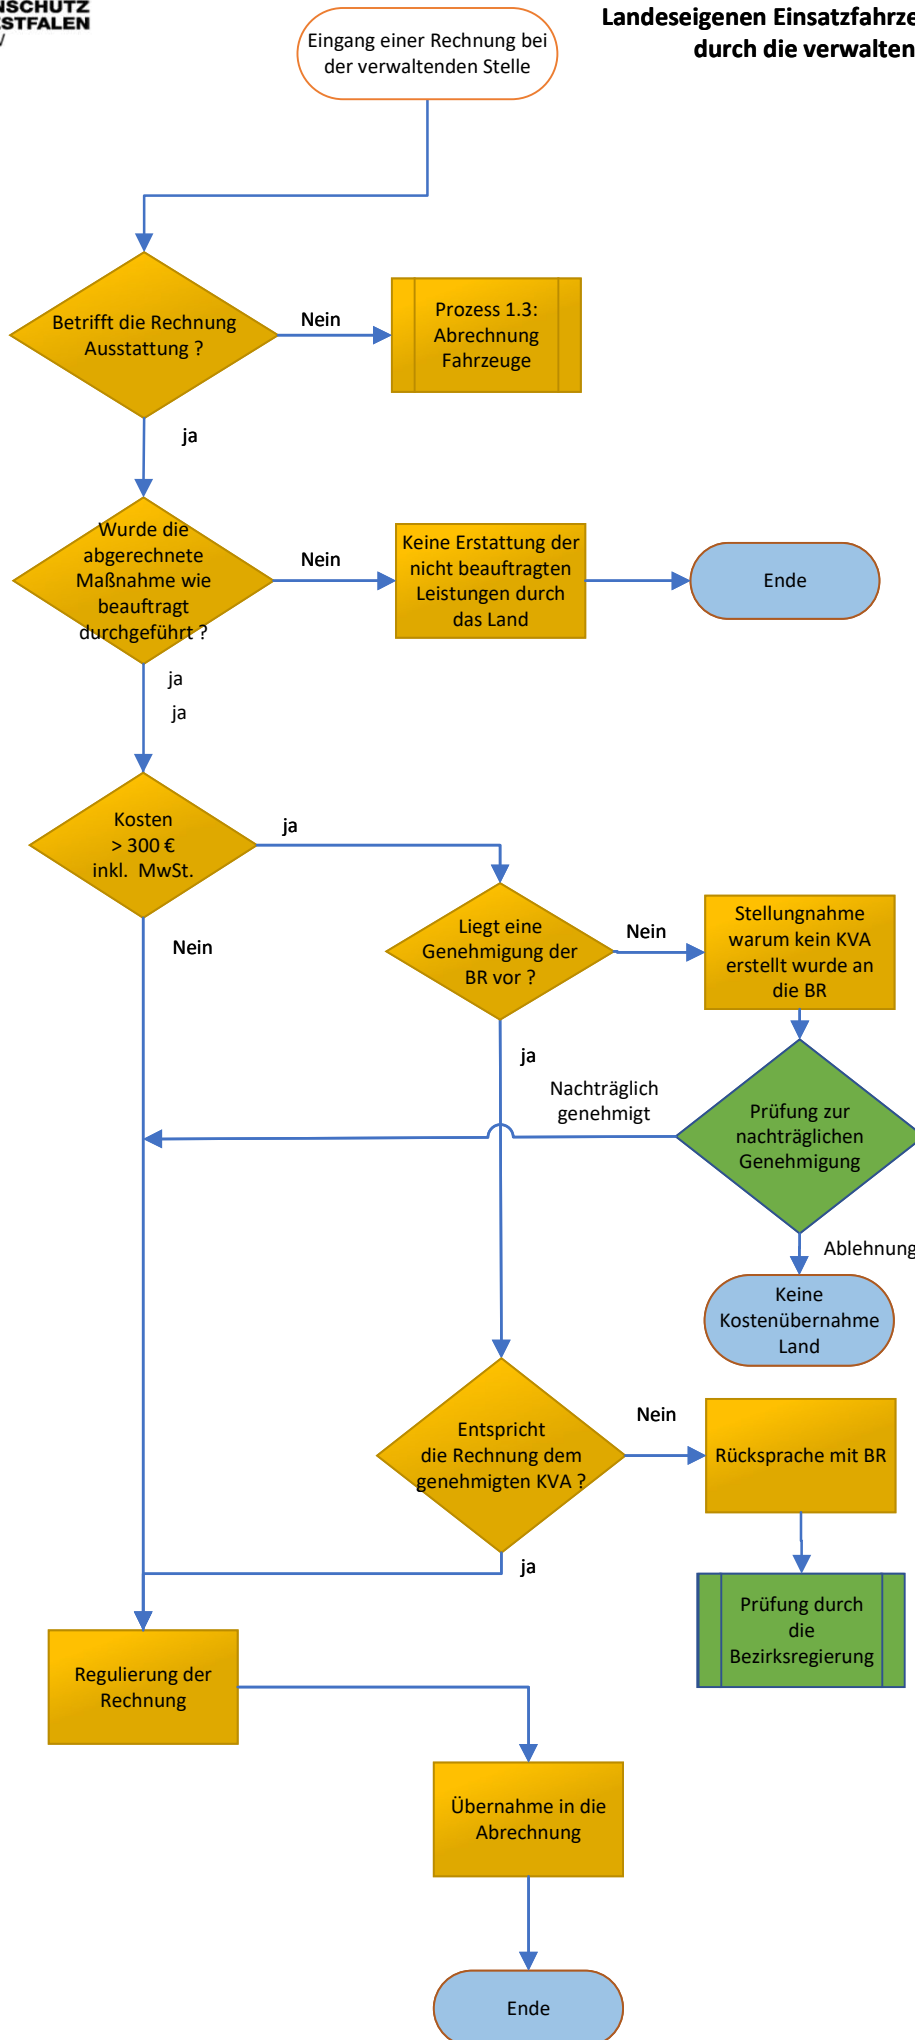 ESTFALEN
Landeseigenen Einsatzfahrze
durch die verwalten
Eingang einer Rechnung bei
der verwaltenden Stelle
Betrifft die Rechnung
Ausstattung ?
Nein
Prozess 1.3:
Abrechnung
Fahrzeuge
ja
Wurde die
abgerechnete
Maßnahme wie
beauftragt
durchgeführt ?
Nein
Keine Erstattung der
nicht beauftragten
Leistungen durch
das Land
Ende
ja
ja
Kosten
> 300 €
inkl. MwSt.
ja
Nein
Liegt eine
Genehmigung der
BR vor ?
Nein
Stellungnahme
warum kein KVA
erstellt wurde an
die BR
ja
Nachträglich
genehmigt
Prüfung zur
nachträglichen
Genehmigung
Ablehnung
Keine
Kostenübernahme
Land
Entspricht
die Rechnung dem
genehmigten KVA ?
Nein
Rücksprache mit BR
ja
Prüfung durch
die
Bezirksregierung
Regulierung der
Rechnung
Übernahme in die
Abrechnung
Ende